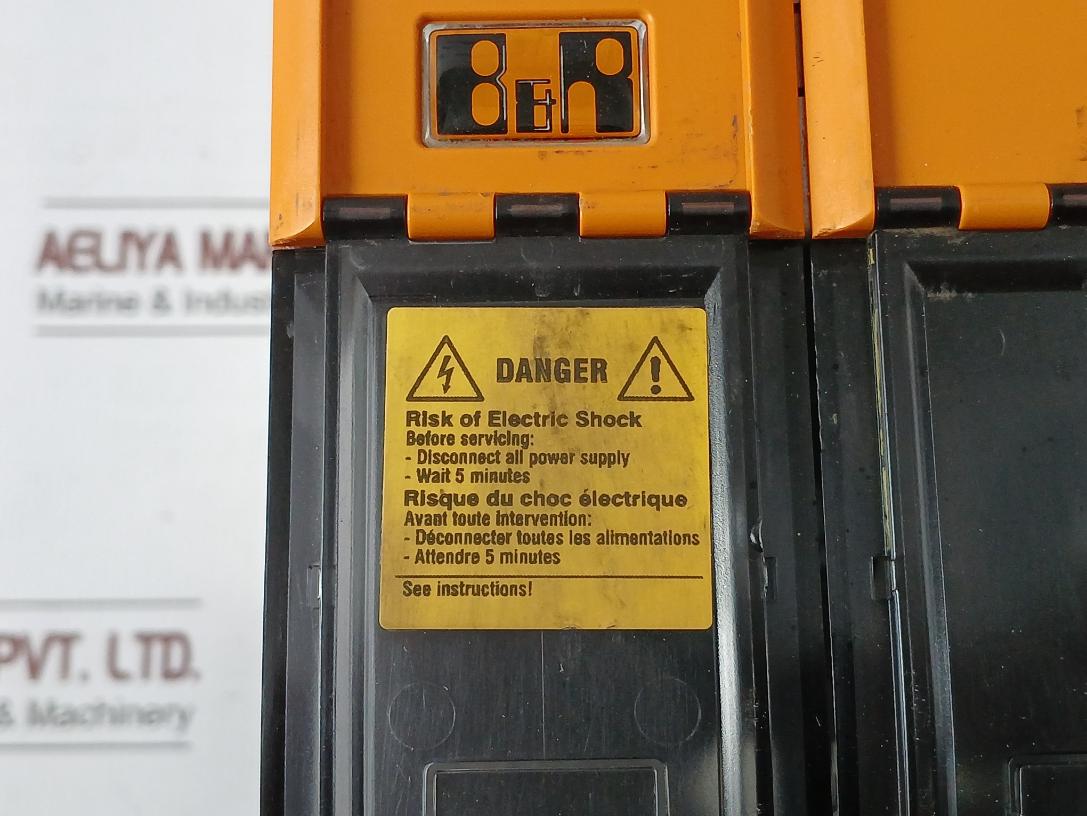 B&R
AELIYA MAR
Marine & Indus
DANGER
Risk of Electric Shock
Before servicing:
- Disconnect all power supply
- Wait 5 minutes
Risque du choc électrique
Avant toute intervention:
- Déconnecter toutes les alimentations
- Attendre 5 minutes
See instructions!
PVT. LTD.
& Machinery